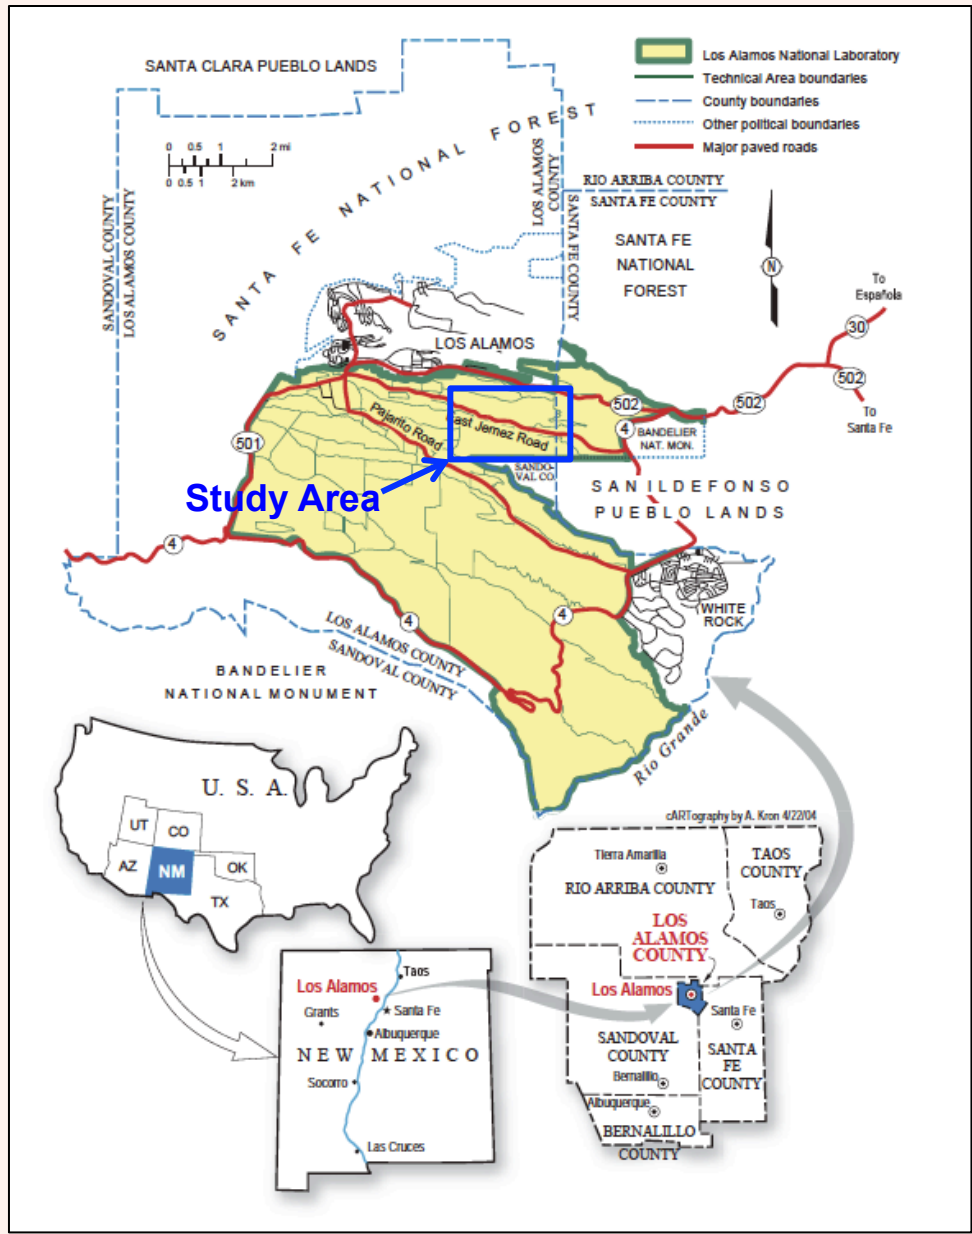 SANTA CLARA PUEBLO LANDS
Los Alamos National Laboratory
Technical Area boundaries
County boundaries
Other political boundaries
Major paved roads
0 0.5 1 2 mi
0 0.5 1 2 km
SANTA FE NATIONAL FOREST
SANDOVAL COUNTY
LOS ALAMOS COUNTY
LOS ALAMOS
COUNTY
SANTA FE COUNTY
RIO ARRIBA COUNTY
SANTA FE COUNTY
SANTA FE
NATIONAL
FOREST
N
To
Española
30
502
To
Santa Fe
502
502
4
LOS ALAMOS
BANDELIER
NAT. MON.
Pajarito Road
East Jemez Road
501
SANDO-
VAL CO.
Study Area
SAN ILDEFONSO
PUEBLO LANDS
4
WHITE
ROCK
4
4
LOS ALAMOS COUNTY
SANDOVAL COUNTY
BANDELIER
NATIONAL MONUMENT
Rio Grande
cARTography by A. Kron 4/22/04
U. S. A.
UT
CO
AZ
NM
OK
TX
Taos
Los Alamos
Grants
Santa Fe
Albuquerque
NEW MEXICO
Socorro
Las Cruces
Tierra Amarilla
RIO ARRIBA COUNTY
TAOS
COUNTY
Taos
LOS
ALAMOS
COUNTY
Los Alamos
Santa Fe
SANDOVAL
COUNTY
SANTA
FE
COUNTY
Bernalillo
Albuquerque
BERNALILLO
COUNTY